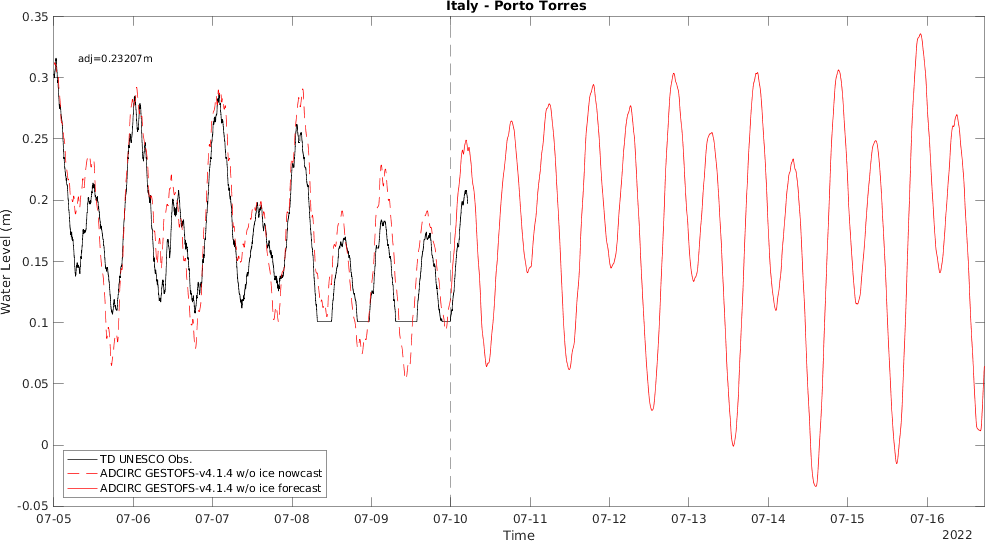 Italy - Porto Torres
adj=0.23207m
Water Level (m)
0.35
0.3
0.25
0.2
0.15
0.1
0.05
0
-0.05
TD UNESCO Obs.
ADCIRC GESTOFS-v4.1.4 w/o ice nowcast
ADCIRC GESTOFS-v4.1.4 w/o ice forecast
07-05 07-06 07-07 07-08 07-09 07-10 07-11 07-12 07-13 07-14 07-15 07-16
Time
2022